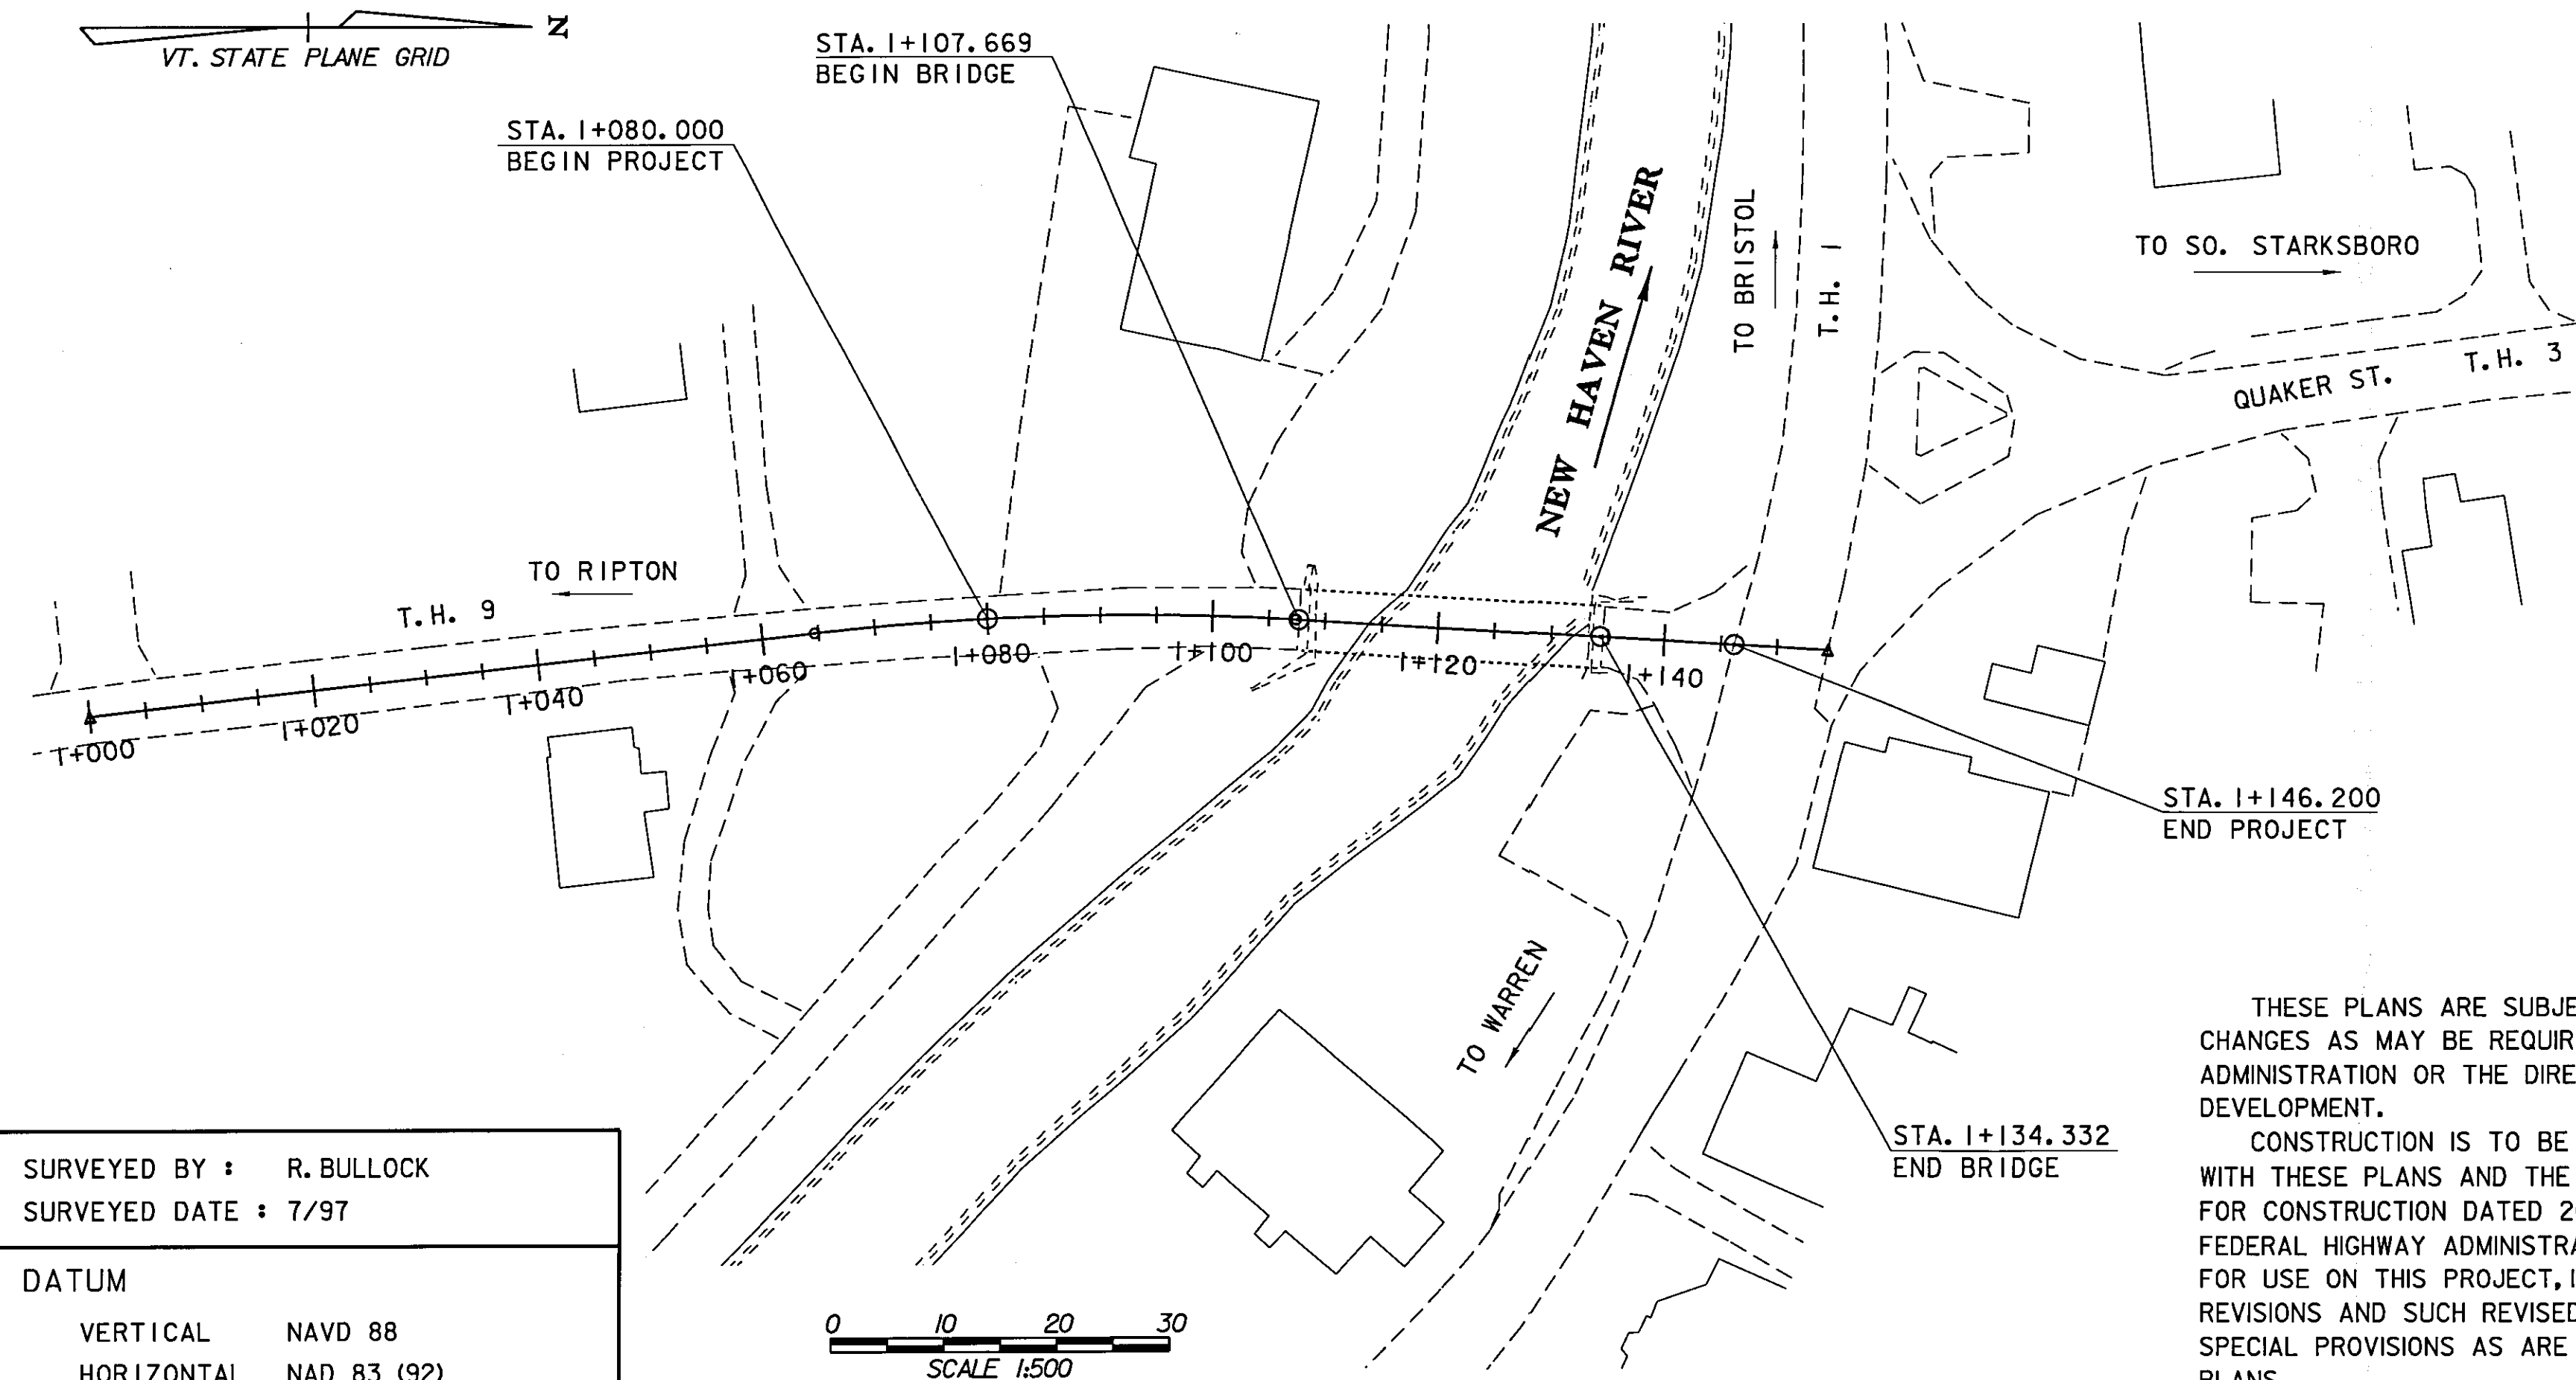 N
VT. STATE PLANE GRID
STA. 1+107.669
BEGIN BRIDGE
STA. 1+080.000
BEGIN PROJECT
NEW HAVEN RIVER
TO BRISTOL
T.H. 1
TO SO. STARKSBORO
QUAKER ST.
T.H. 3
TO RIPTON
T.H. 9
1+000
1+020
1+040
1+060
1+080
1+100
1+120
1+140
STA. 1+146.200
END PROJECT
TO WARREN
STA. 1+134.332
END BRIDGE
SURVEYED BY : R. BULLOCK
SURVEYED DATE : 7/97
DATUM
VERTICAL NAVD 88
HORIZONTAL NAD 83 (92)
0 10 20 30
SCALE 1:500
THESE PLANS ARE SUBJE
CHANGES AS MAY BE REQUIR
ADMINISTRATION OR THE DIRE
DEVELOPMENT.
CONSTRUCTION IS TO BE
WITH THESE PLANS AND THE
FOR CONSTRUCTION DATED 2
FEDERAL HIGHWAY ADMINISTRA
FOR USE ON THIS PROJECT, I
REVISIONS AND SUCH REVISED
SPECIAL PROVISIONS AS ARE
PLANS